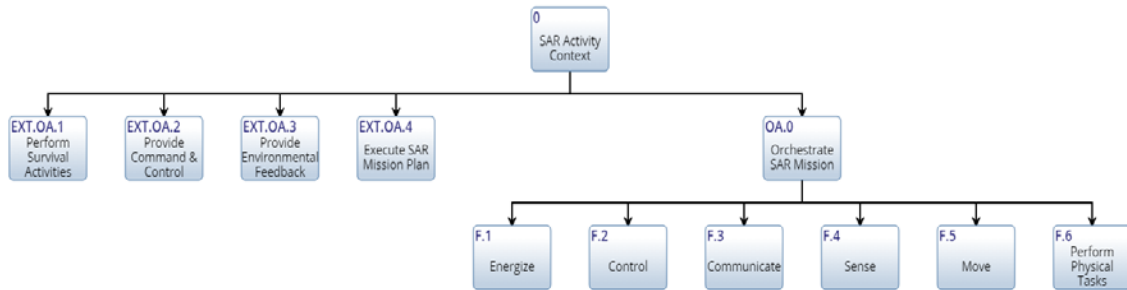 0
SAR Activity
Context
EXT.OA.1
Perform
Survival
Activities
EXT.OA.2
Provide
Command &
Control
EXT.OA.3
Provide
Environmental
Feedback
EXT.OA.4
Execute SAR
Mission Plan
OA.0
Orchestrate
SAR Mission
F.1
Energize
F.2
Control
F.3
Communicate
F.4
Sense
F.5
Move
F.6
Perform
Physical
Tasks